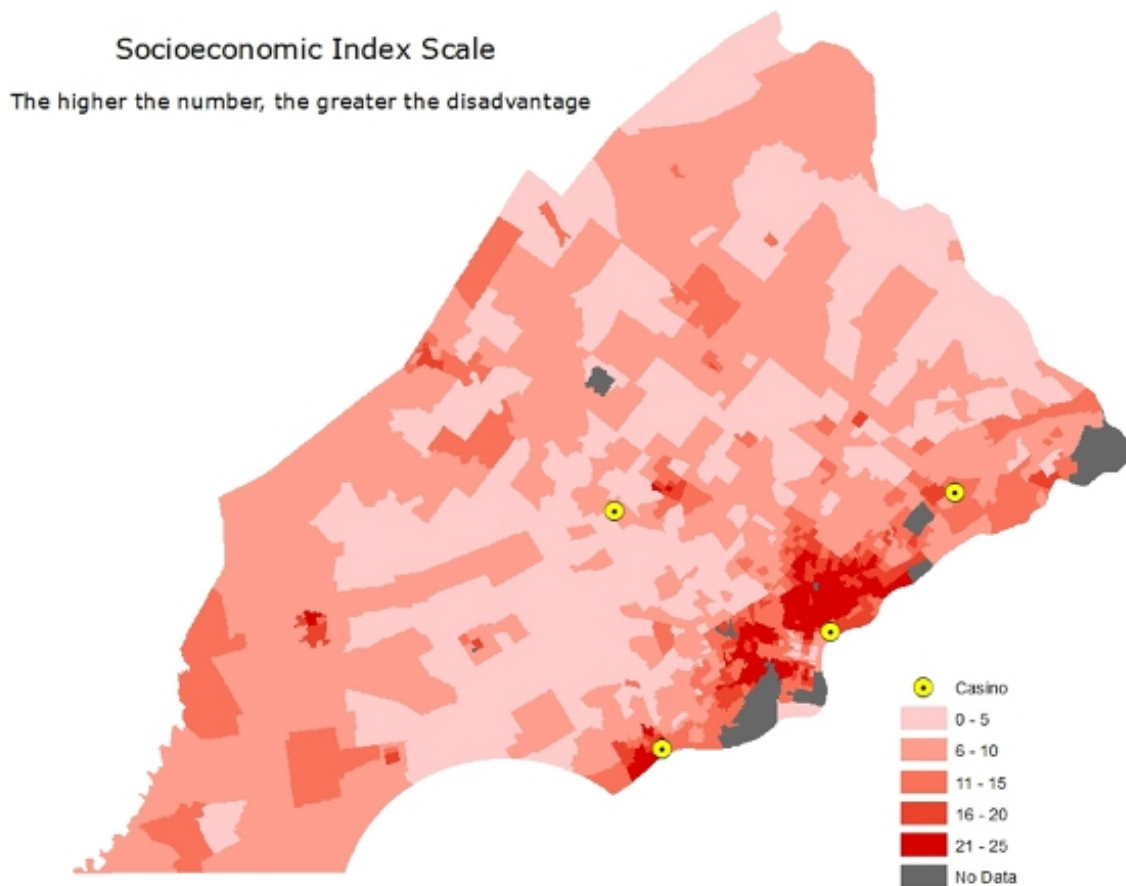 Socioeconomic Index Scale
The higher the number, the greater the disadvantage
Casino
0 - 5
6 - 10
11 - 15
16 - 20
21 - 25
No Data